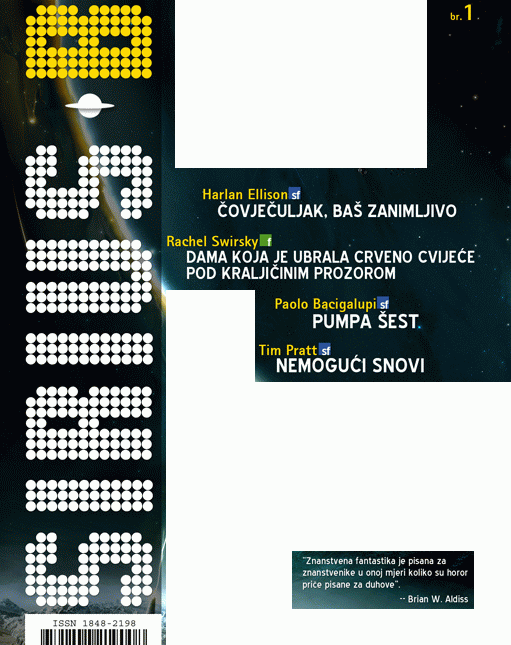 br.1
SIRIUS B
Harlan Ellison sf
ČOVJEČULJAK, BAŠ ZANIMLJIVO
Rachel Swirsky f
DAMA KOJA JE UBRALA CRVENO CVIJEĆE
POD KRALJIČINIM PROZOROM
Paolo Bacigalupi sf
PUMPA ŠEST
Tim Pratt sf
NEMOGUĆI SNOVI
"Znanstvena fantastika je pisana za
znanstvenike u onoj mjeri koliko su horor
priče pisane za duhove".
-- Brian W. Aldiss
ISSN 1848-2198